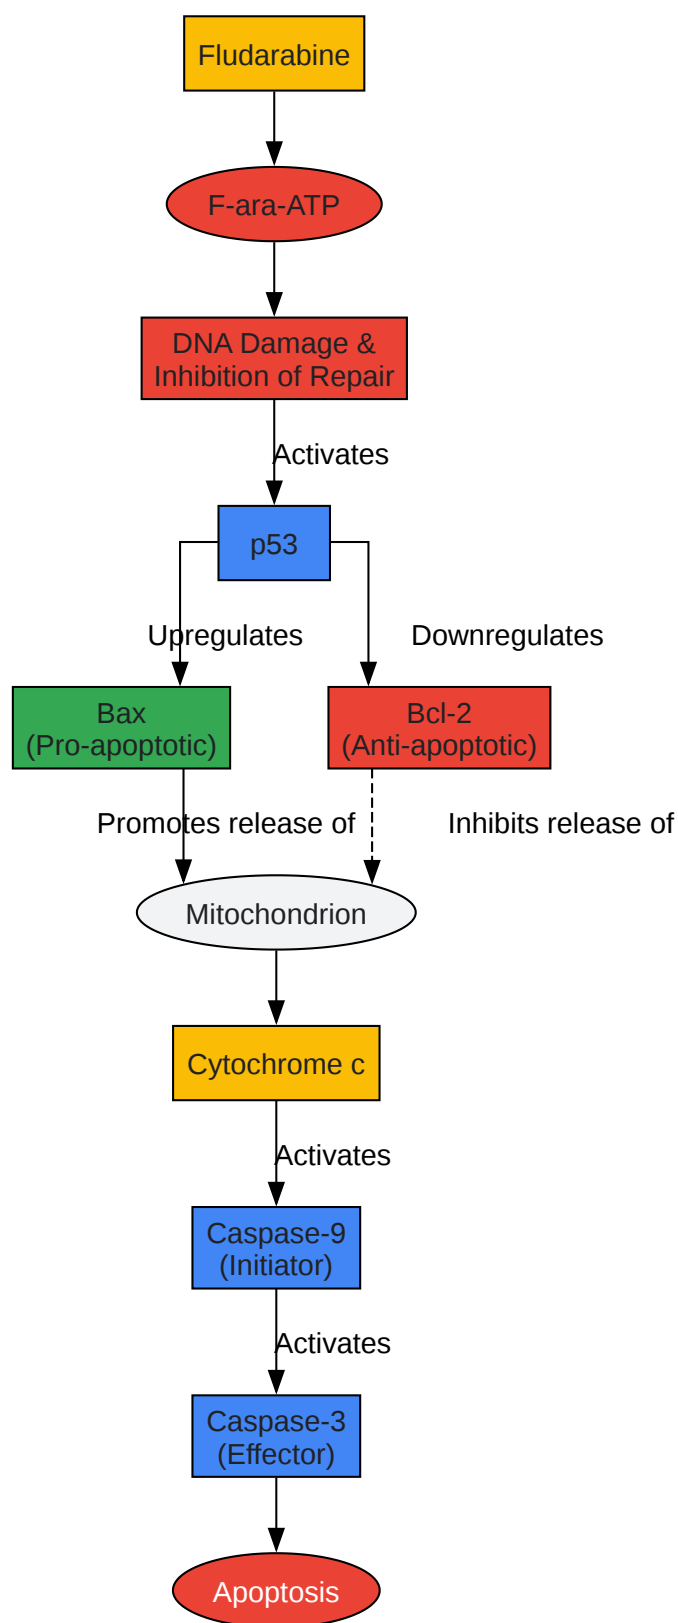 Fludarabine
F-ara-ATP
DNA Damage &
Inhibition of Repair
Activates
p53
Upregulates
Downregulates
Bax
(Pro-apoptotic)
Bcl-2
(Anti-apoptotic)
Promotes release of
Inhibits release of
Mitochondrion
Cytochrome c
Activates
Caspase-9
(Initiator)
Activates
Caspase-3
(Effector)
Apoptosis